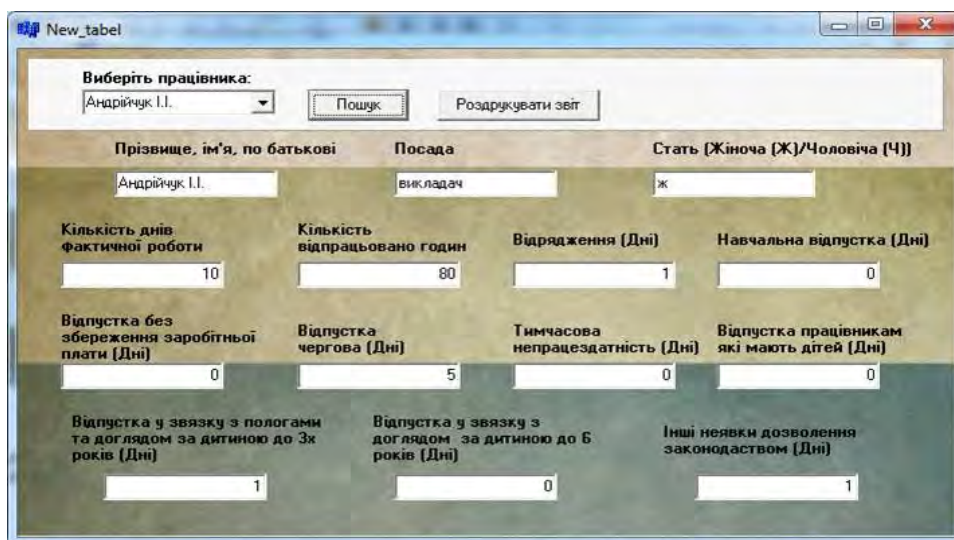 New_tabel
Виберіть працівника:
Андрійчук І.І.
Пошук
Роздрукувати звіт
Прізвище, ім'я, по батькові
Посада
Стать (Жіноча (Ж)/Чоловіча (Ч))
Андрійчук І.І.
викладач
ж
Кількість днів
фактичної роботи
Кількість
відпрацьовано годин
Відрядження (Дні)
Навчальна відпустка (Дні)
10
80
1
0
Відпустка без
збереження заробітньої
плати (Дні)
Відпустка
чергова (Дні)
Тимчасова
непрацездатність (Дні)
Відпустка працівникам
які мають дітей (Дні)
0
5
0
0
Відпустка у звязку з пологами
та доглядом за дитиною до 3х
років (Дні)
Відпустка у звязку з
доглядом за дитиною до 6
років (Дні)
Інші неявки дозволення
законодаством (Дні)
1
0
1